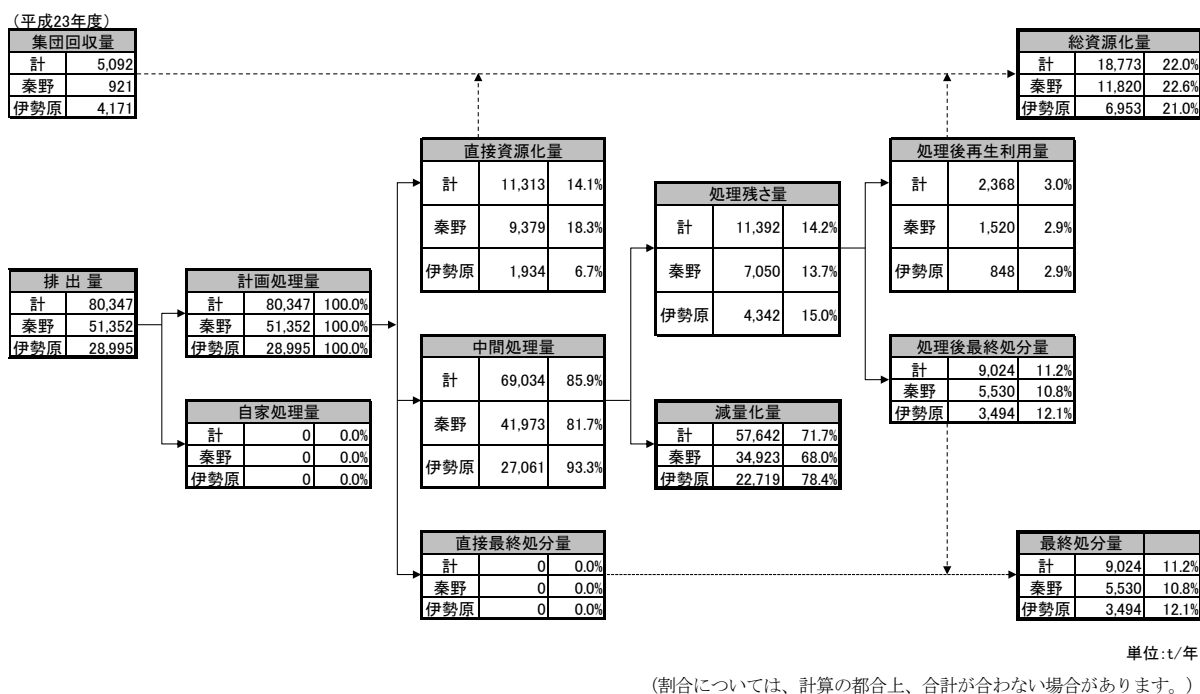 (平成23年度)
集団回収量
計 5,092
秦野 921
伊勢原 4,171
総資源化量
計 18,773 22.0%
秦野 11,820 22.6%
伊勢原 6,953 21.0%
直接資源化量
計 11,313 14.1%
秦野 9,379 18.3%
伊勢原 1,934 6.7%
処理後再生利用量
計 2,368 3.0%
秦野 1,520 2.9%
伊勢原 848 2.9%
処理残さ量
計 11,392 14.2%
秦野 7,050 13.7%
伊勢原 4,342 15.0%
排出量
計 80,347
秦野 51,352
伊勢原 28,995
計画処理量
計 80,347 100.0%
秦野 51,352 100.0%
伊勢原 28,995 100.0%
中間処理量
計 69,034 85.9%
秦野 41,973 81.7%
伊勢原 27,061 93.3%
処理後最終処分量
計 9,024 11.2%
秦野 5,530 10.8%
伊勢原 3,494 12.1%
自家処理量
計 0 0.0%
秦野 0 0.0%
伊勢原 0 0.0%
減量化量
計 57,642 71.7%
秦野 34,923 68.0%
伊勢原 22,719 78.4%
直接最終処分量
計 0 0.0%
秦野 0 0.0%
伊勢原 0 0.0%
最終処分量
計 9,024 11.2%
秦野 5,530 10.8%
伊勢原 3,494 12.1%
単位:t/年
(割合については、計算の都合上、合計が合わない場合があります。)